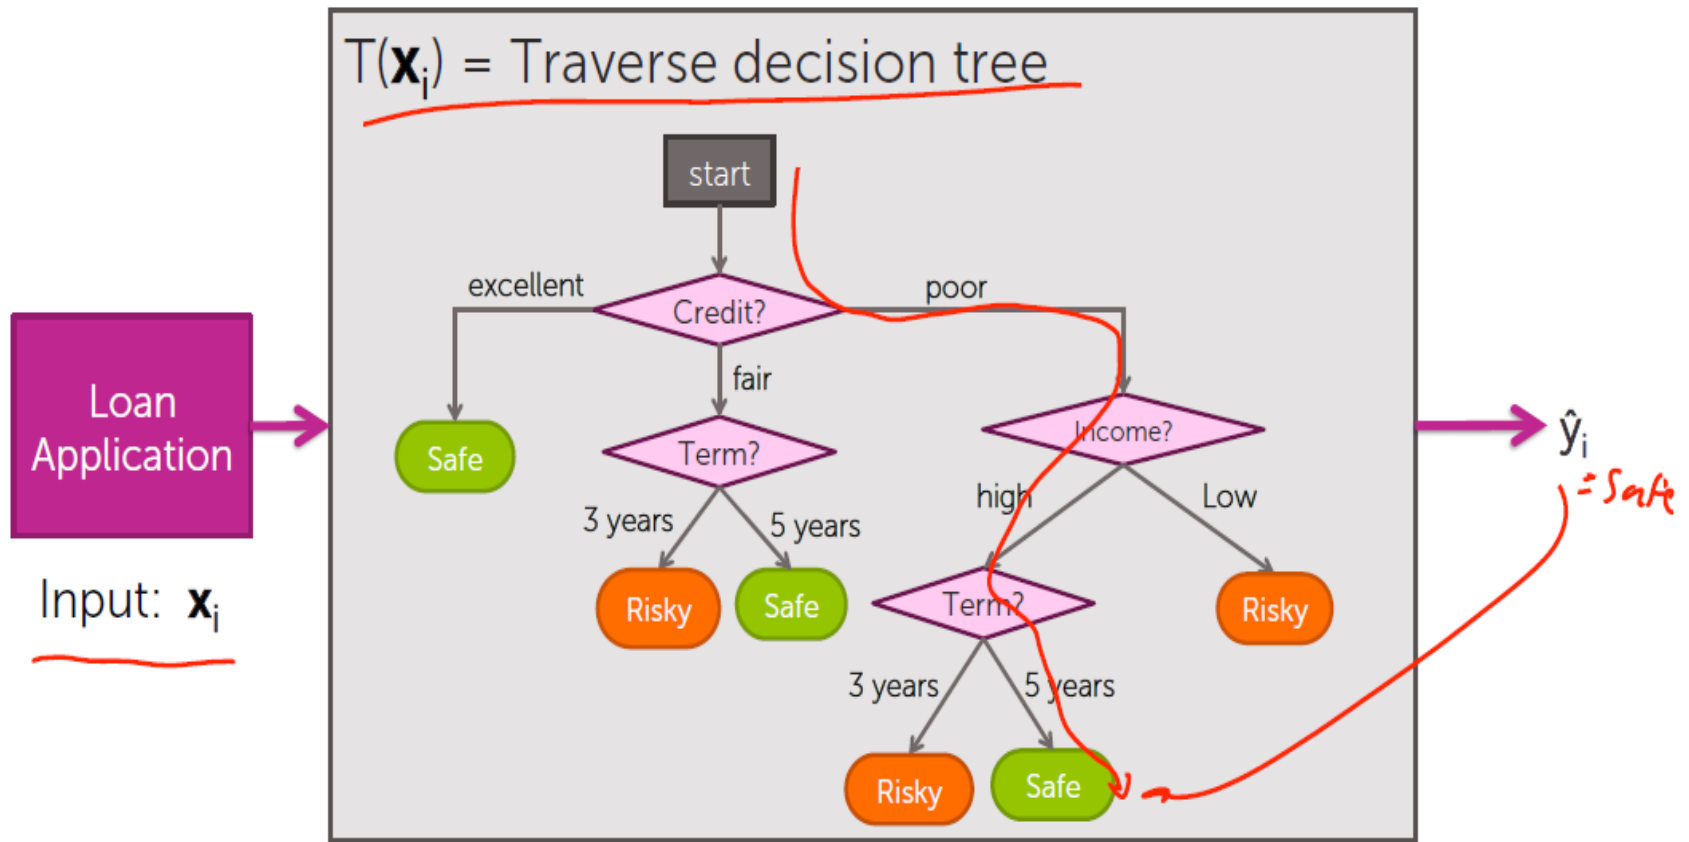 T(xᵢ) = Traverse decision tree
start
excellent
poor
Credit?
fair
Loan
Application
Income?
ŷᵢ
Safe
Term?
= Safe
high
Low
3 years
5 years
Input: xᵢ
Risky
Safe
Term?
Risky
3 years
5 years
Risky
Safe